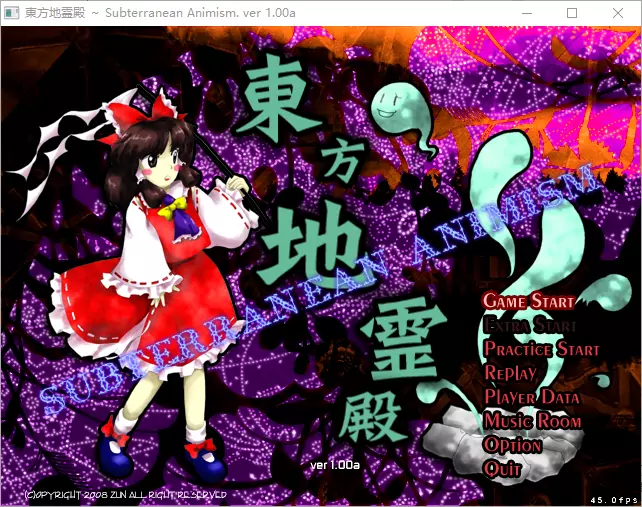 東方地霊殿 ~ Subterranean Animism. ver 1.00a
東方地霊殿
SUBTERRANEAN ANIMISM
Game Start
Extra Start
Practice Start
Replay
Player Data
Music Room
Option
Quit
ver 1.00a
(C)OPYRIGHT 2008 ZUN ALL RIGHT RESERVED
45.0fps